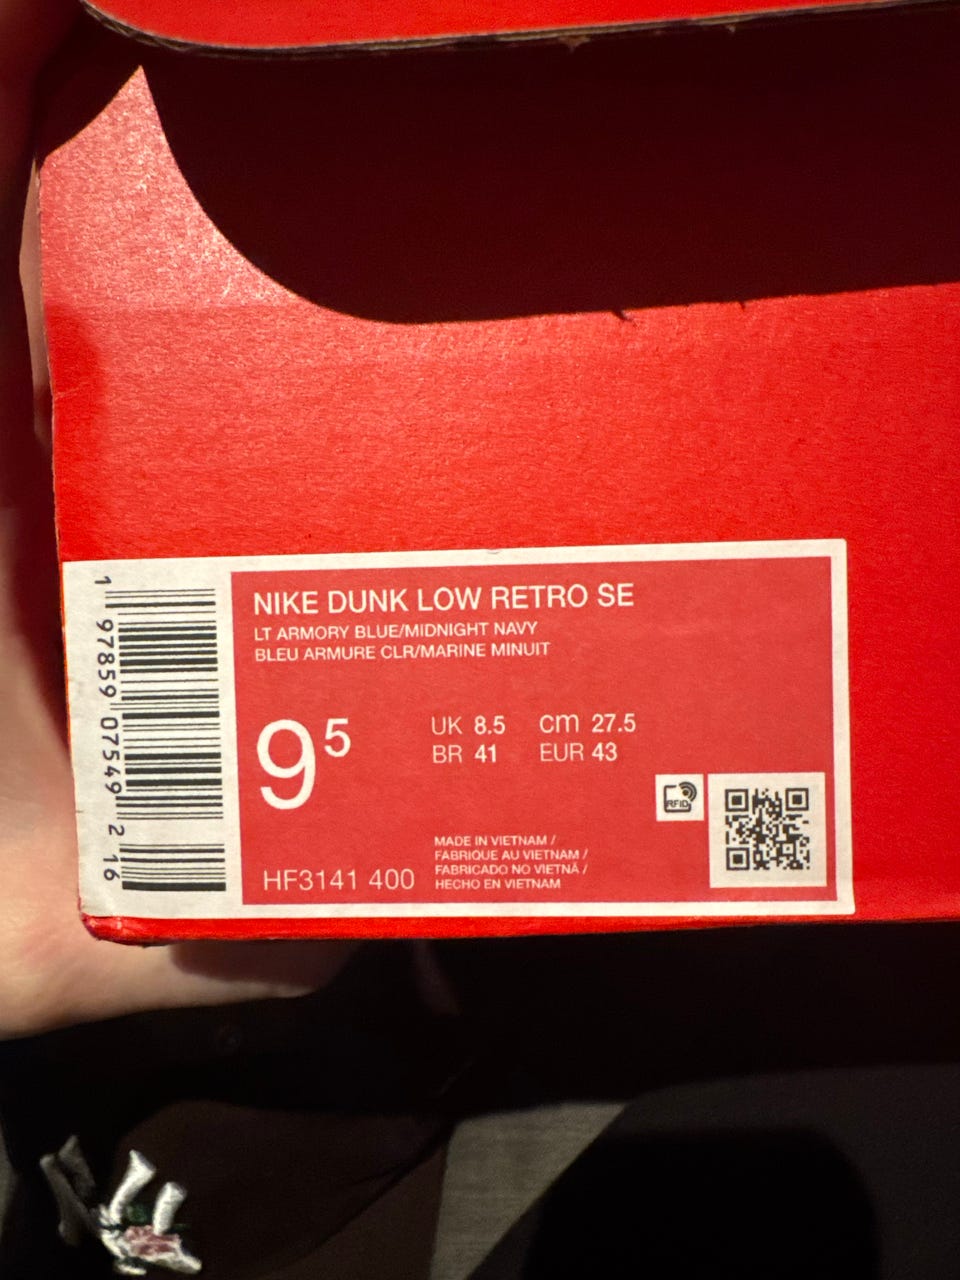 NIKE DUNK LOW RETRO SE
LT ARMORY BLUE/MIDNIGHT NAVY
BLEU ARMURE CLR/MARINE MINUIT
9⁵
UK 8.5 cm 27.5
BR 41 EUR 43
RFID
HF3141 400
MADE IN VIETNAM /
FABRIQUE AU VIETNAM /
FABRICADO NO VIETNÃ /
HECHO EN VIETNAM
1 97859 07549 2 16